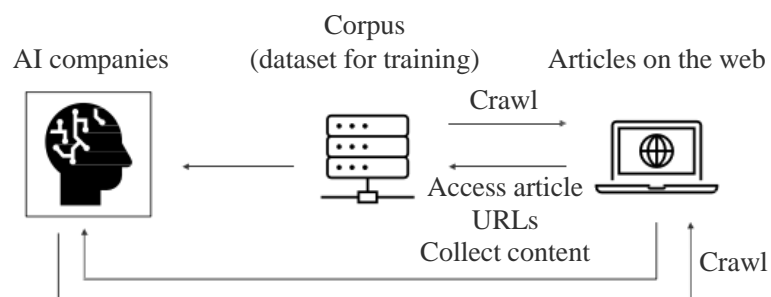 Corpus
(dataset for training)
AI companies
Articles on the web
Crawl
Access article
URLs
Collect content
Crawl